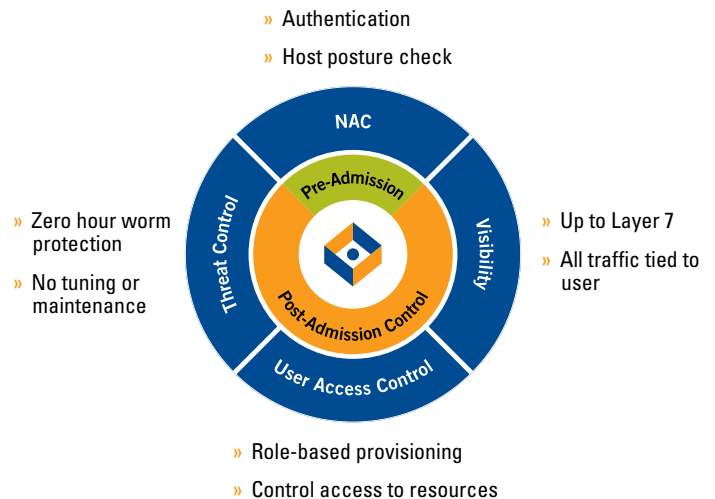 » Authentication
» Host posture check
NAC
Pre-Admission
Threat Control
Visibility
» Zero hour worm
protection
» No tuning or
maintenance
» Up to Layer 7
» All traffic tied to
user
Post-Admission Control
User Access Control
» Role-based provisioning
» Control access to resources